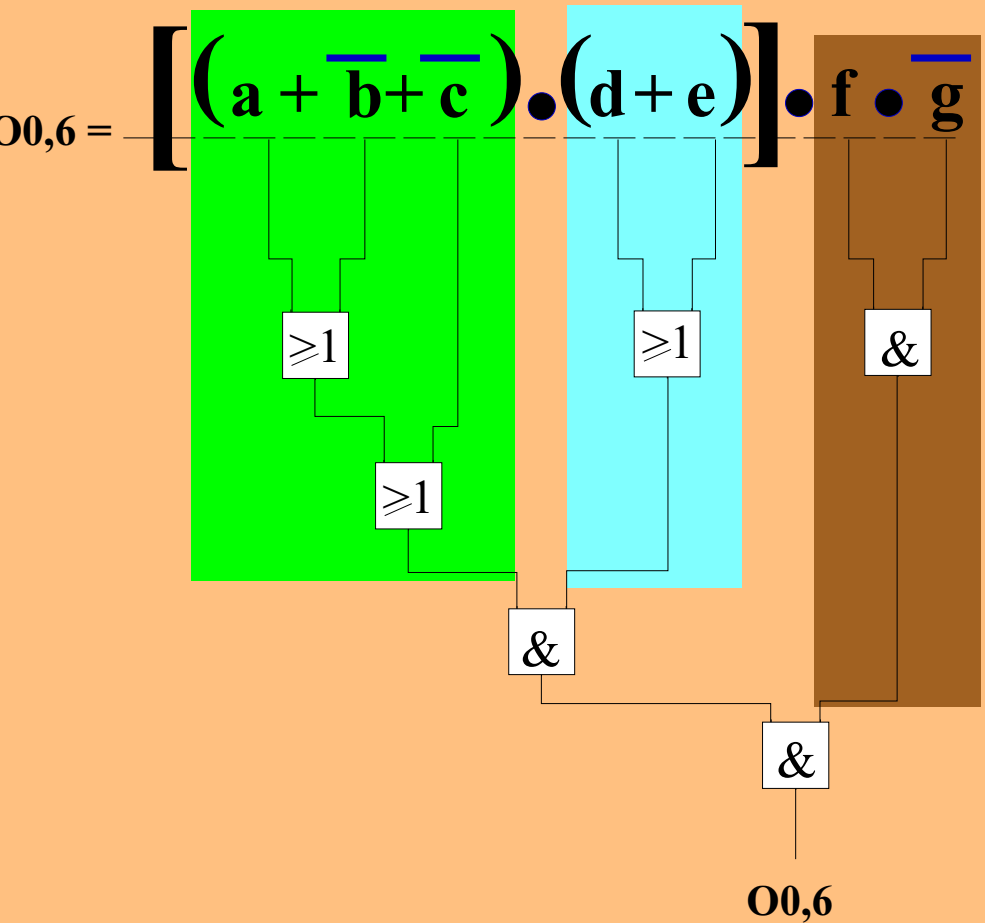 O0,6 = [(a + b̅ + c̅) • (d + e)] • f • g̅
≥1 ≥1 &
≥1
&
&
O0,6